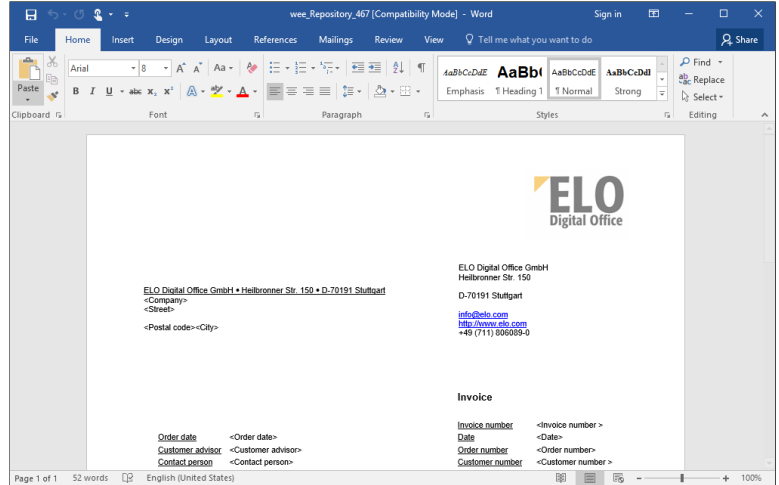 wee_Repository_467 [Compatibility Mode] - Word
Sign in
File Home Insert Design Layout References Mailings Review View Tell me what you want to do Share
Paste
Arial 8 A A Aa
B I U abc x₂ x² A A
AaBbCcDdE AaBb( AaBbCcDdE AaBbCcDdI
Emphasis ¶ Heading 1 ¶ Normal Strong
Find
Replace
Select
Clipboard Font Paragraph Styles Editing
ELO
Digital Office
ELO Digital Office GmbH
Heilbronner Str. 150
D-70191 Stuttgart
info@elo.com
http://www.elo.com
+49 (711) 806089-0
ELO Digital Office GmbH • Heilbronner Str. 150 • D-70191 Stuttgart
<Company>
<Street>
<Postal code><City>
Invoice
Invoice number <Invoice number >
Date <Date>
Order number <Order number>
Customer number <Customer number >
Order date <Order date>
Customer advisor <Customer advisor>
Contact person <Contact person>
Page 1 of 1 52 words English (United States) 100%